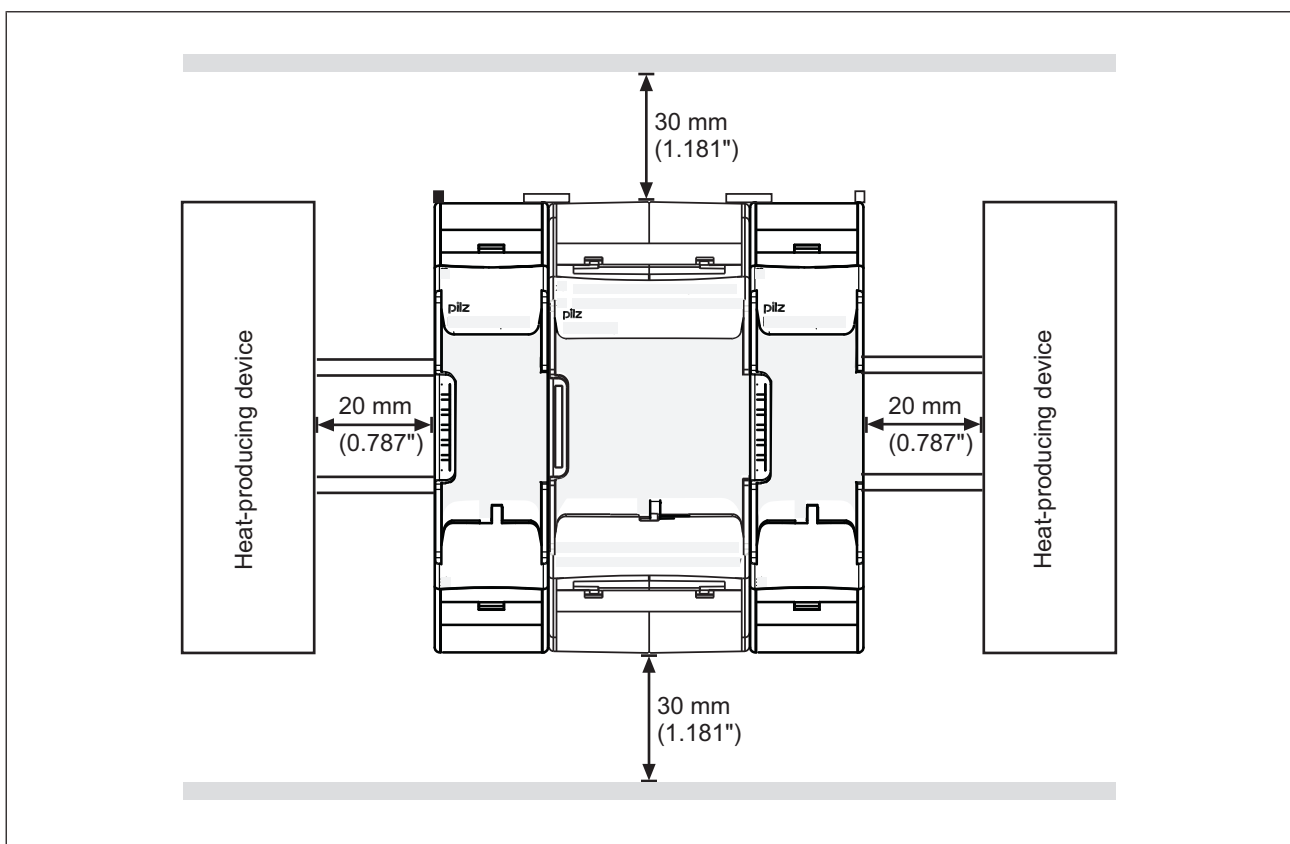 30 mm
(1.181")
pilz
pilz
pilz
Heat-producing device
20 mm
(0.787")
20 mm
(0.787")
Heat-producing device
30 mm
(1.181")